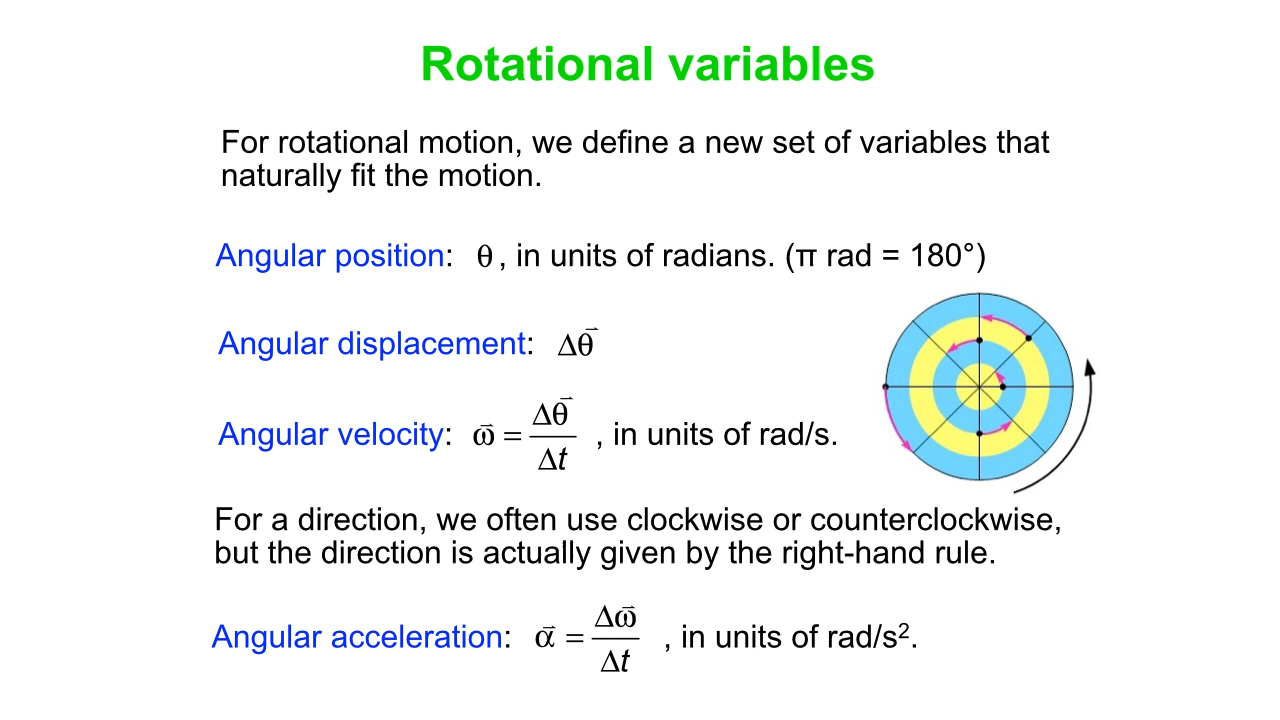 Rotational variables
For rotational motion, we define a new set of variables that
naturally fit the motion.
Angular position: θ , in units of radians. (π rad = 180°)
Angular displacement: Δθ⃗
Angular velocity: ω⃗ = Δθ⃗ / Δt , in units of rad/s.
For a direction, we often use clockwise or counterclockwise,
but the direction is actually given by the right-hand rule.
Angular acceleration: α⃗ = Δω⃗ / Δt , in units of rad/s².